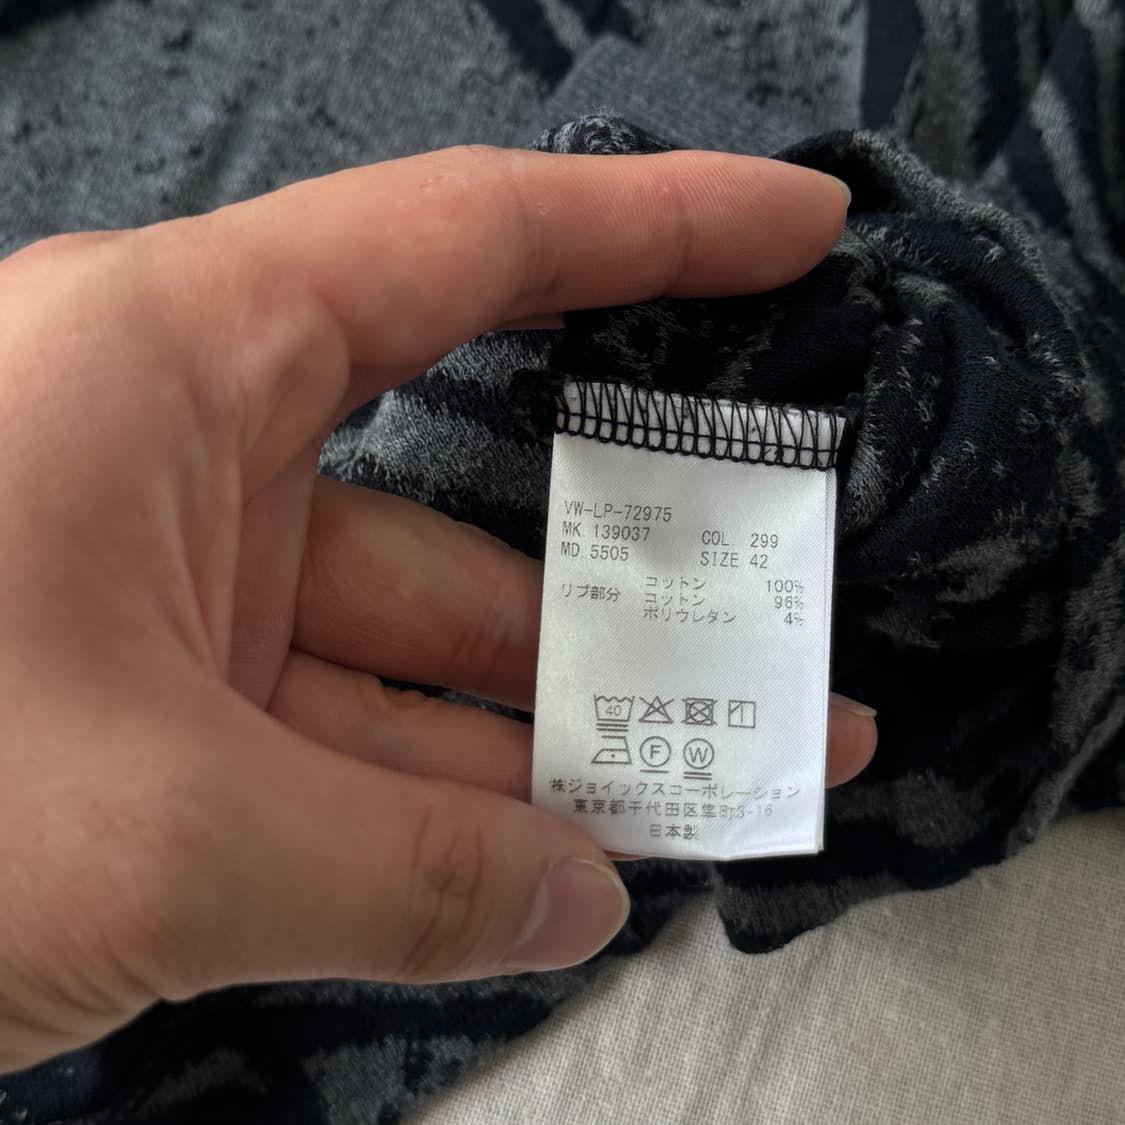 VW-LP-72975
MK. 139037 COL. 299
MD. 5505 SIZE 42
コットン 100%
リブ部分 コットン 96%
ポリウレタン 4%
40
F W
株ジョイックスコーポレーション
東京都千代田区隼町3-16
日本製